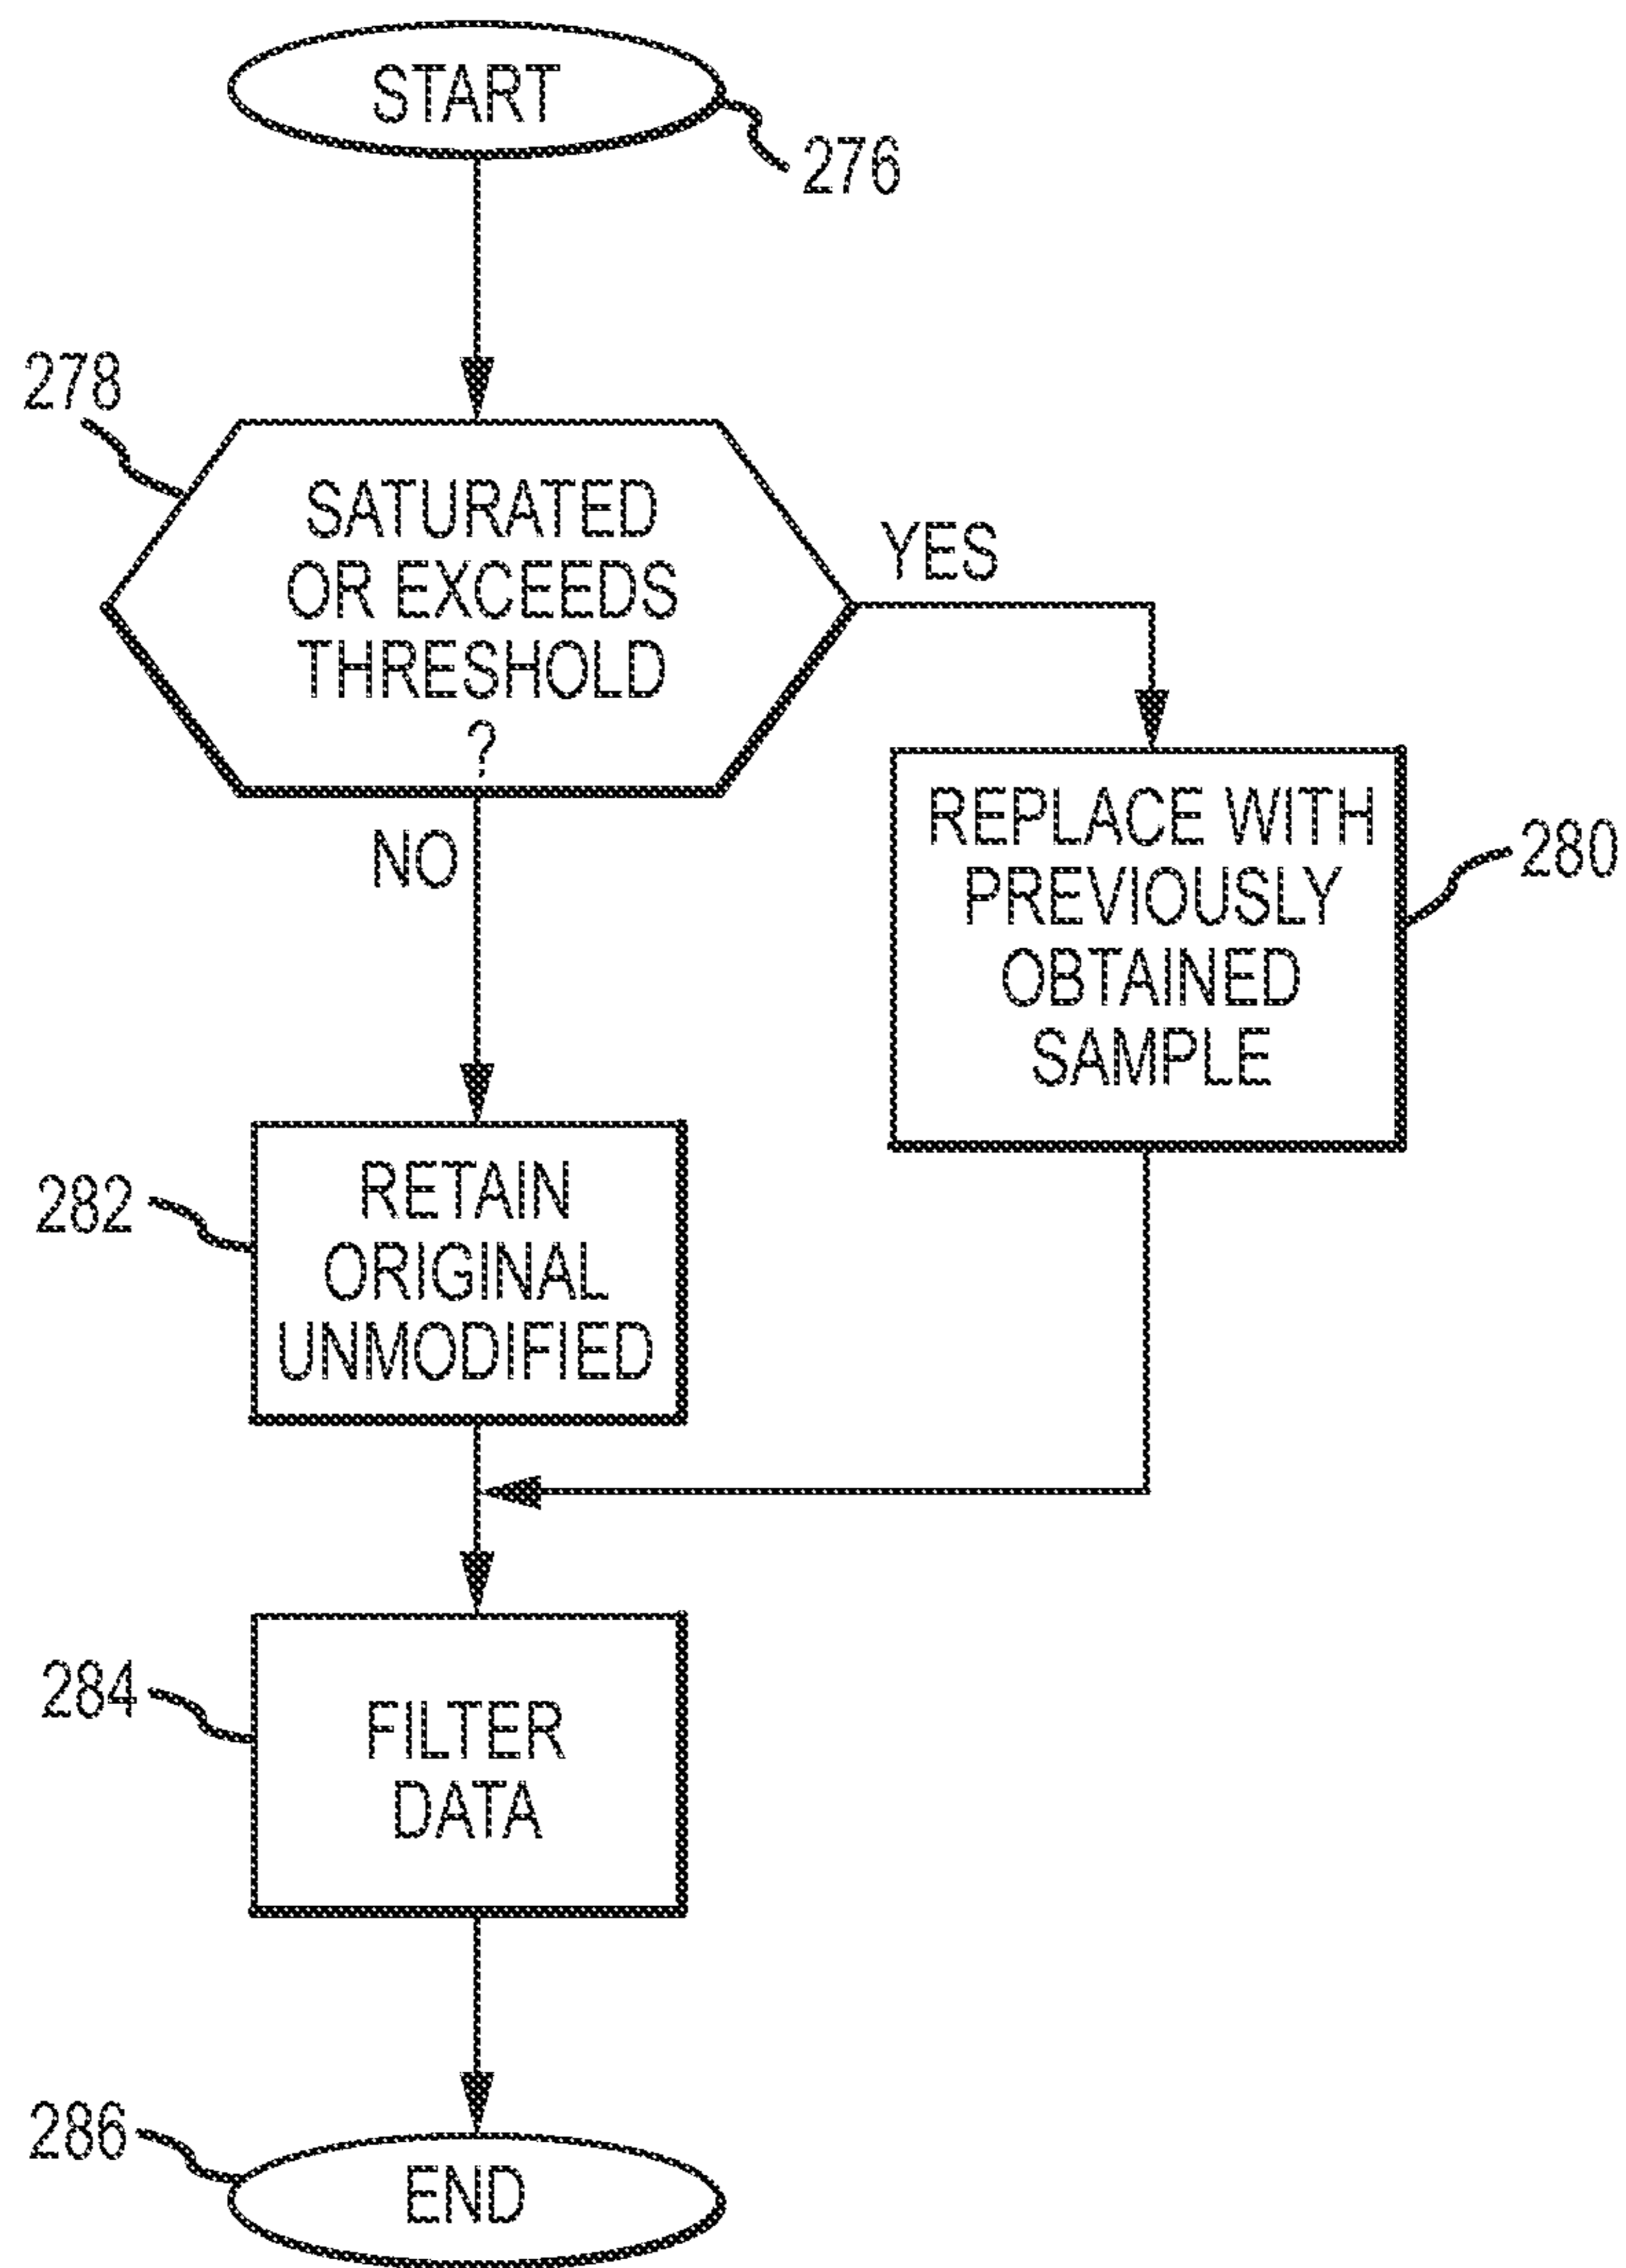 START
276
278
SATURATED
OR EXCEEDS
THRESHOLD
?
YES
NO
REPLACE WITH
PREVIOUSLY
OBTAINED
SAMPLE
280
282
RETAIN
ORIGINAL
UNMODIFIED
284
FILTER
DATA
286
END